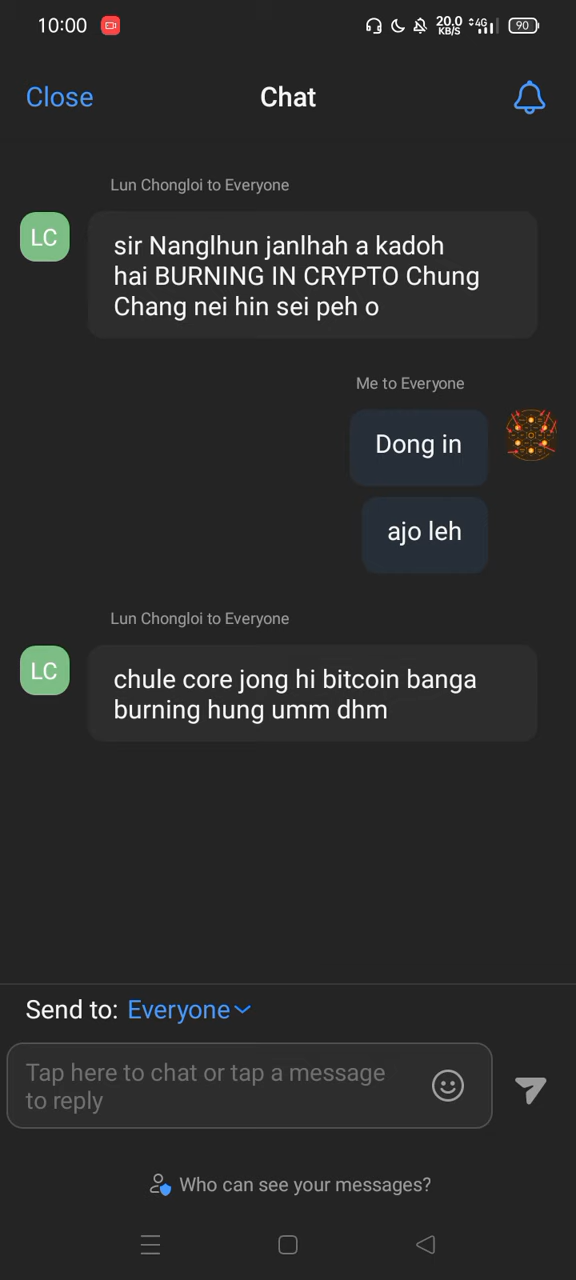 10:00
20.0
KB/S
4G
90
Close
Chat
Lun Chongloi to Everyone
LC
sir Nanglhun janlhah a kadoh
hai BURNING IN CRYPTO Chung
Chang nei hin sei peh o
Me to Everyone
Dong in
ajo leh
Lun Chongloi to Everyone
LC
chule core jong hi bitcoin banga
burning hung umm dhm
Send to: Everyone
Tap here to chat or tap a message
to reply
Who can see your messages?